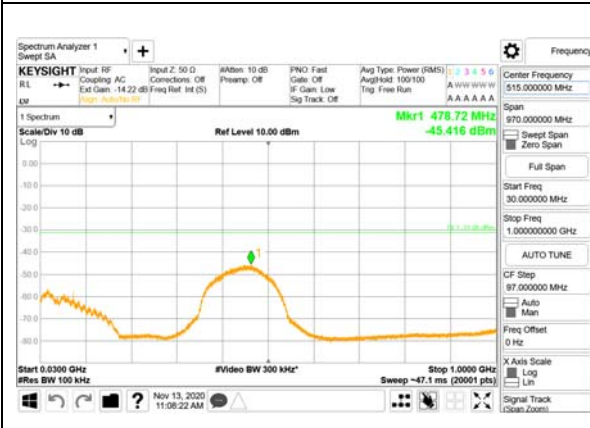 Spectrum Analyzer 1
Swept SA
Frequency
KEYSIGHT
RL
Input: RF
Coupling: AC
Ext Gain: -14.22 dB
Align: Auto/No RF
Input Z: 50 Ω
Corrections: Off
Freq Ref: Int (S)
#Atten: 10 dB
Preamp: Off
PNO: Fast
Gate: Off
IF Gain: Low
Sig Track: Off
Avg Type: Power (RMS)
Avg|Hold: 100/100
Trig: Free Run
1 2 3 4 5 6
A W W W W W
A A A A A A
1 Spectrum
Scale/Div 10 dB
Log
Ref Level 10.00 dBm
Mkr1 478.72 MHz
-45.416 dBm
0.00
-10.0
-20.0
-30.0
-40.0
-50.0
-60.0
-70.0
-80.0
1
Start 0.0300 GHz
#Res BW 100 kHz
#Video BW 300 kHz*
Stop 1.0000 GHz
Sweep ~47.1 ms (20001 pts)
Center Frequency
515.000000 MHz
Span
970.000000 MHz
Swept Span
Zero Span
Full Span
Start Freq
30.000000 MHz
Stop Freq
1.000000000 GHz
AUTO TUNE
CF Step
97.000000 MHz
Auto
Man
Freq Offset
0 Hz
X Axis Scale
Log
Lin
Signal Track
(Span Zoom)
Nov 13, 2020
11:08:22 AM